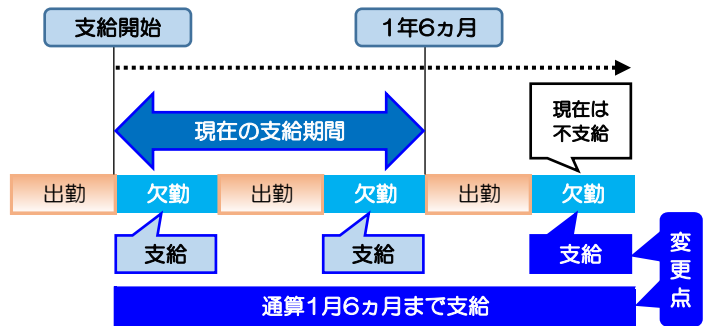 支給開始
1年6ヵ月
現在の支給期間
現在は
不支給
出勤
欠勤
出勤
欠勤
出勤
欠勤
支給
支給
支給
変更点
通算1月6ヵ月まで支給